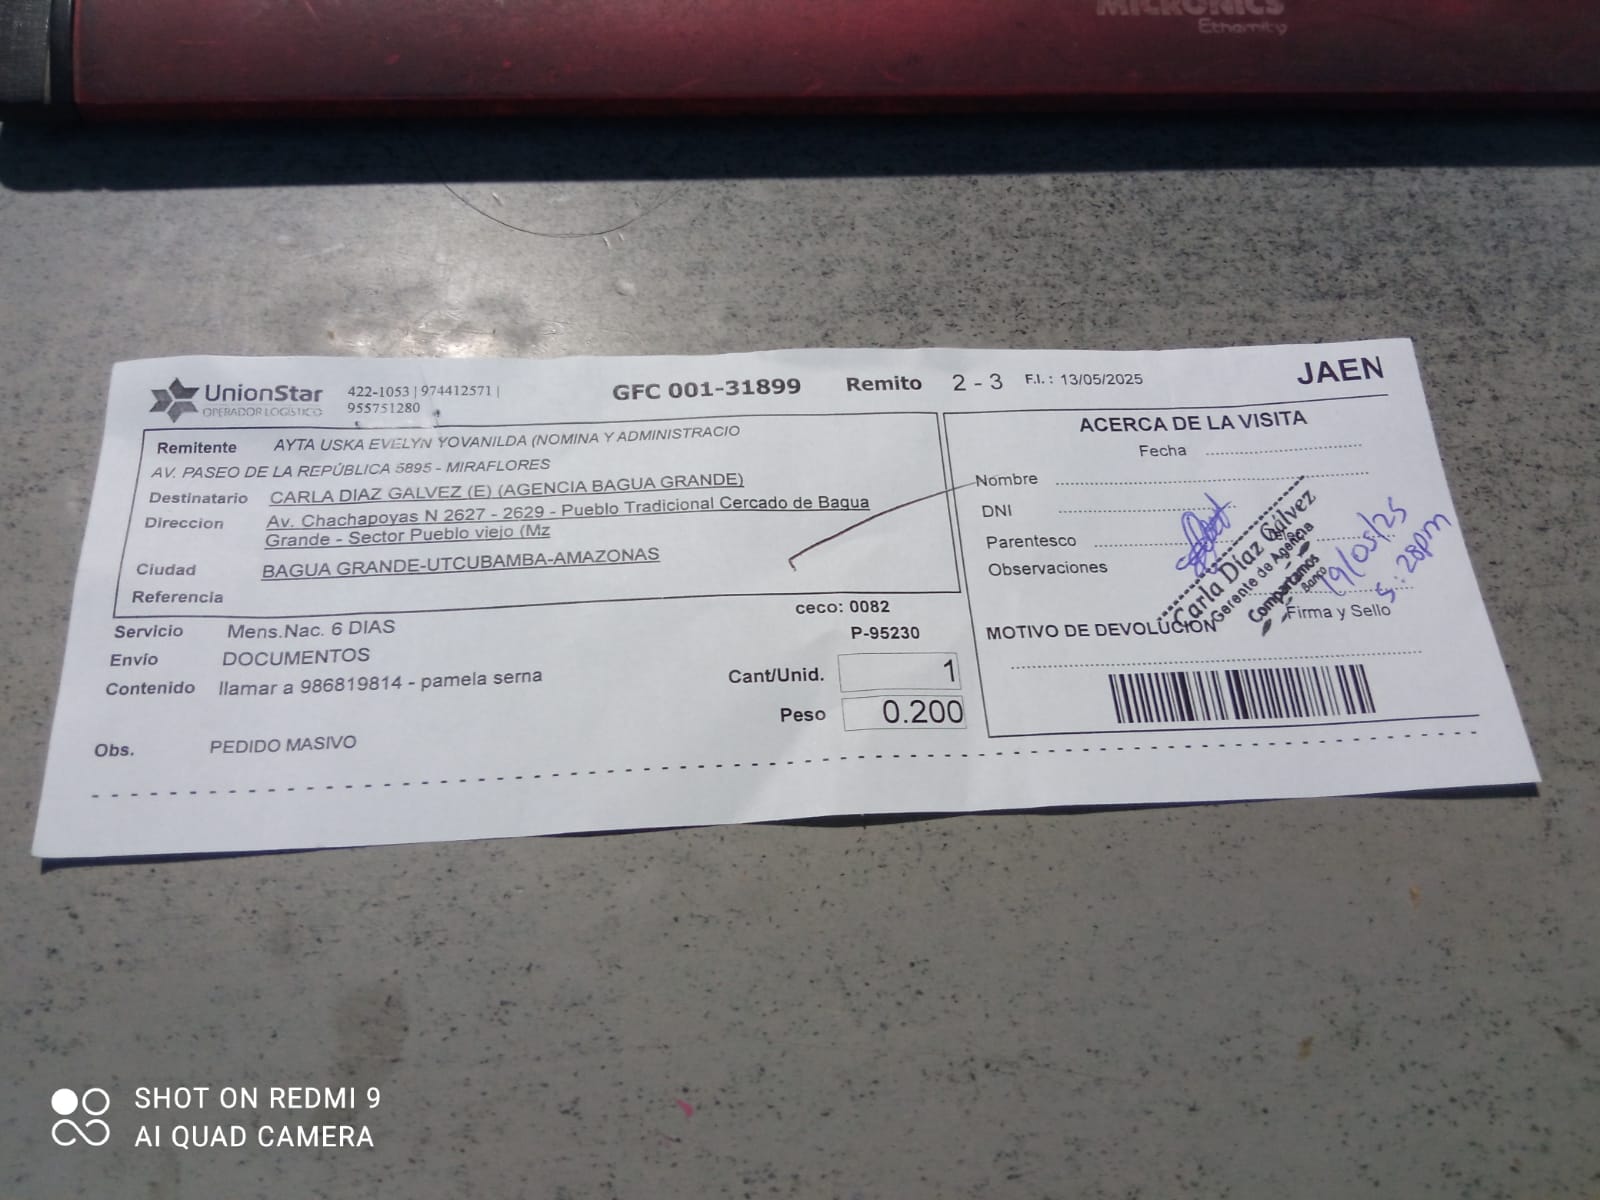 MICRONICS
Ethernity
UnionStar
OPERADOR LOGÍSTICO
422-1053 | 974412571 |
955751280
GFC 001-31899
Remito 2 - 3
F.I. : 13/05/2025
JAEN
Remitente AYTA USKA EVELYN YOVANILDA (NOMINA Y ADMINISTRACIO
AV. PASEO DE LA REPÚBLICA 5895 - MIRAFLORES
Destinatario CARLA DIAZ GALVEZ (E) (AGENCIA BAGUA GRANDE)
Direccion Av. Chachapoyas N 2627 - 2629 - Pueblo Tradicional Cercado de Bagua
Grande - Sector Pueblo viejo (Mz
Ciudad BAGUA GRANDE-UTCUBAMBA-AMAZONAS
Referencia
Servicio Mens.Nac. 6 DIAS
Envío DOCUMENTOS
Contenido llamar a 986819814 - pamela serna
Obs. PEDIDO MASIVO
ceco: 0082
P-95230
Cant/Unid. 1
Peso 0.200
ACERCA DE LA VISITA
Fecha
Nombre
DNI
Parentesco
Observaciones
Carla Díaz Gálvez
Gerente de Agencia
Compartamos
Banco
19/05/25
5:28pm
Firma y Sello
MOTIVO DE DEVOLUCION
SHOT ON REDMI 9
AI QUAD CAMERA